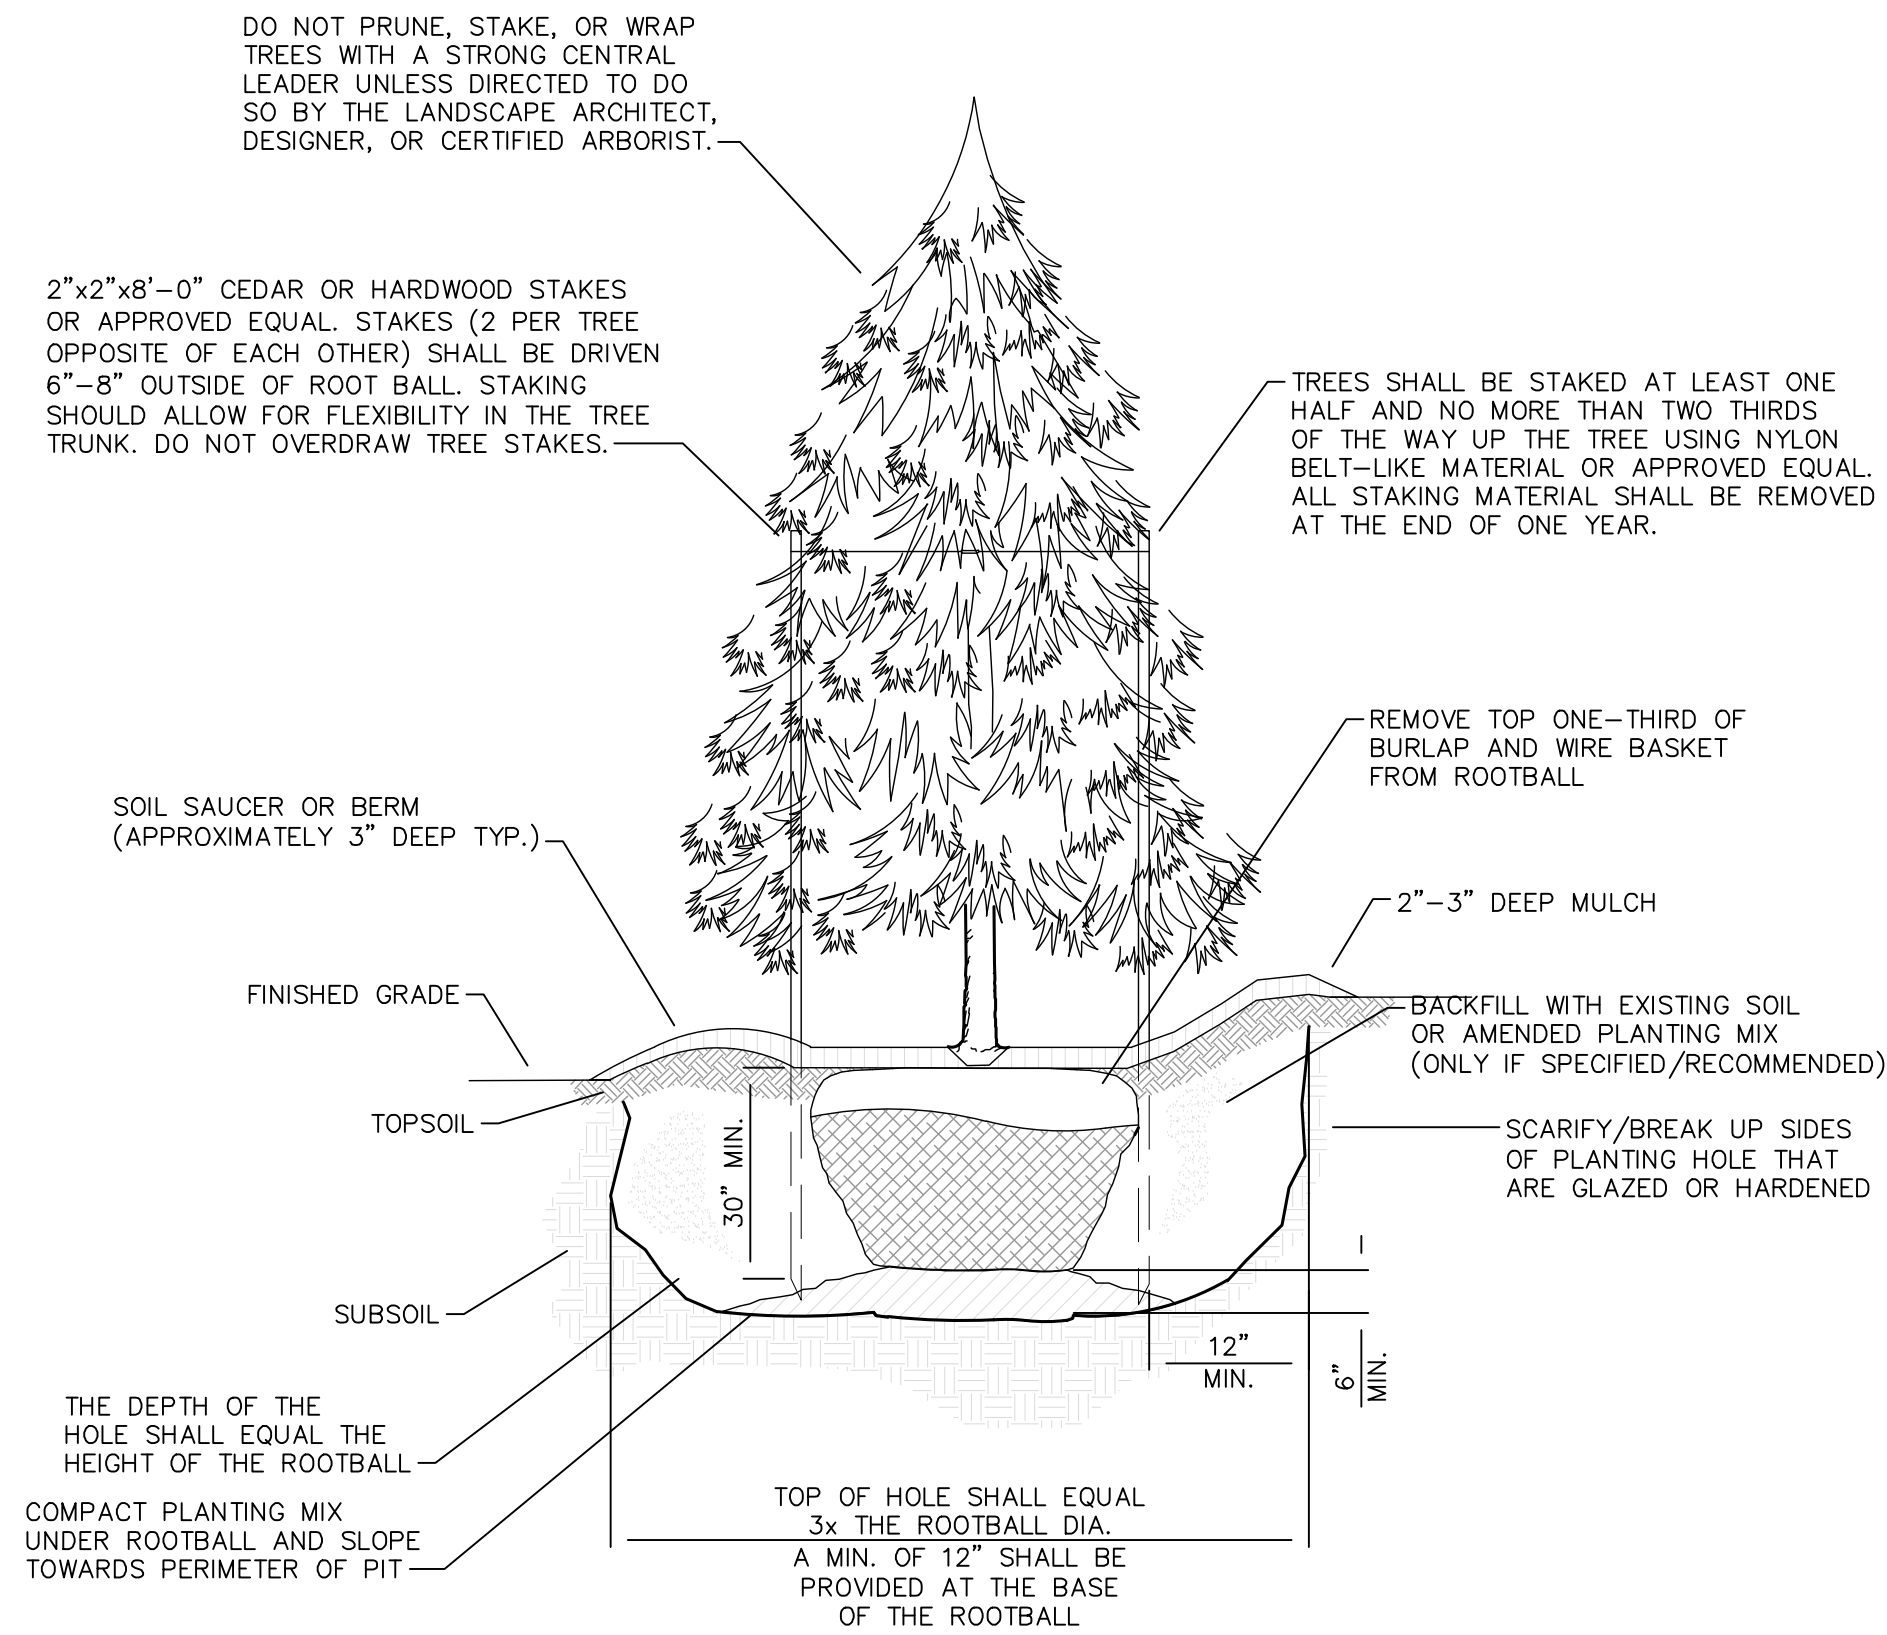 DO NOT PRUNE, STAKE, OR WRAP
TREES WITH A STRONG CENTRAL
LEADER UNLESS DIRECTED TO DO
SO BY THE LANDSCAPE ARCHITECT,
DESIGNER, OR CERTIFIED ARBORIST.
2"x2"x8'-0" CEDAR OR HARDWOOD STAKES
OR APPROVED EQUAL. STAKES (2 PER TREE
OPPOSITE OF EACH OTHER) SHALL BE DRIVEN
6"-8" OUTSIDE OF ROOT BALL. STAKING
SHOULD ALLOW FOR FLEXIBILITY IN THE TREE
TRUNK. DO NOT OVERDRAW TREE STAKES.
TREES SHALL BE STAKED AT LEAST ONE
HALF AND NO MORE THAN TWO THIRDS
OF THE WAY UP THE TREE USING NYLON
BELT-LIKE MATERIAL OR APPROVED EQUAL.
ALL STAKING MATERIAL SHALL BE REMOVED
AT THE END OF ONE YEAR.
REMOVE TOP ONE-THIRD OF
BURLAP AND WIRE BASKET
FROM ROOTBALL
SOIL SAUCER OR BERM
(APPROXIMATELY 3" DEEP TYP.)
2"-3" DEEP MULCH
FINISHED GRADE
BACKFILL WITH EXISTING SOIL
OR AMENDED PLANTING MIX
(ONLY IF SPECIFIED/RECOMMENDED)
TOPSOIL
30" MIN.
SCARIFY/BREAK UP SIDES
OF PLANTING HOLE THAT
ARE GLAZED OR HARDENED
SUBSOIL
12"
MIN.
6"
MIN.
THE DEPTH OF THE
HOLE SHALL EQUAL THE
HEIGHT OF THE ROOTBALL
COMPACT PLANTING MIX
UNDER ROOTBALL AND SLOPE
TOWARDS PERIMETER OF PIT
TOP OF HOLE SHALL EQUAL
3x THE ROOTBALL DIA.
A MIN. OF 12" SHALL BE
PROVIDED AT THE BASE
OF THE ROOTBALL